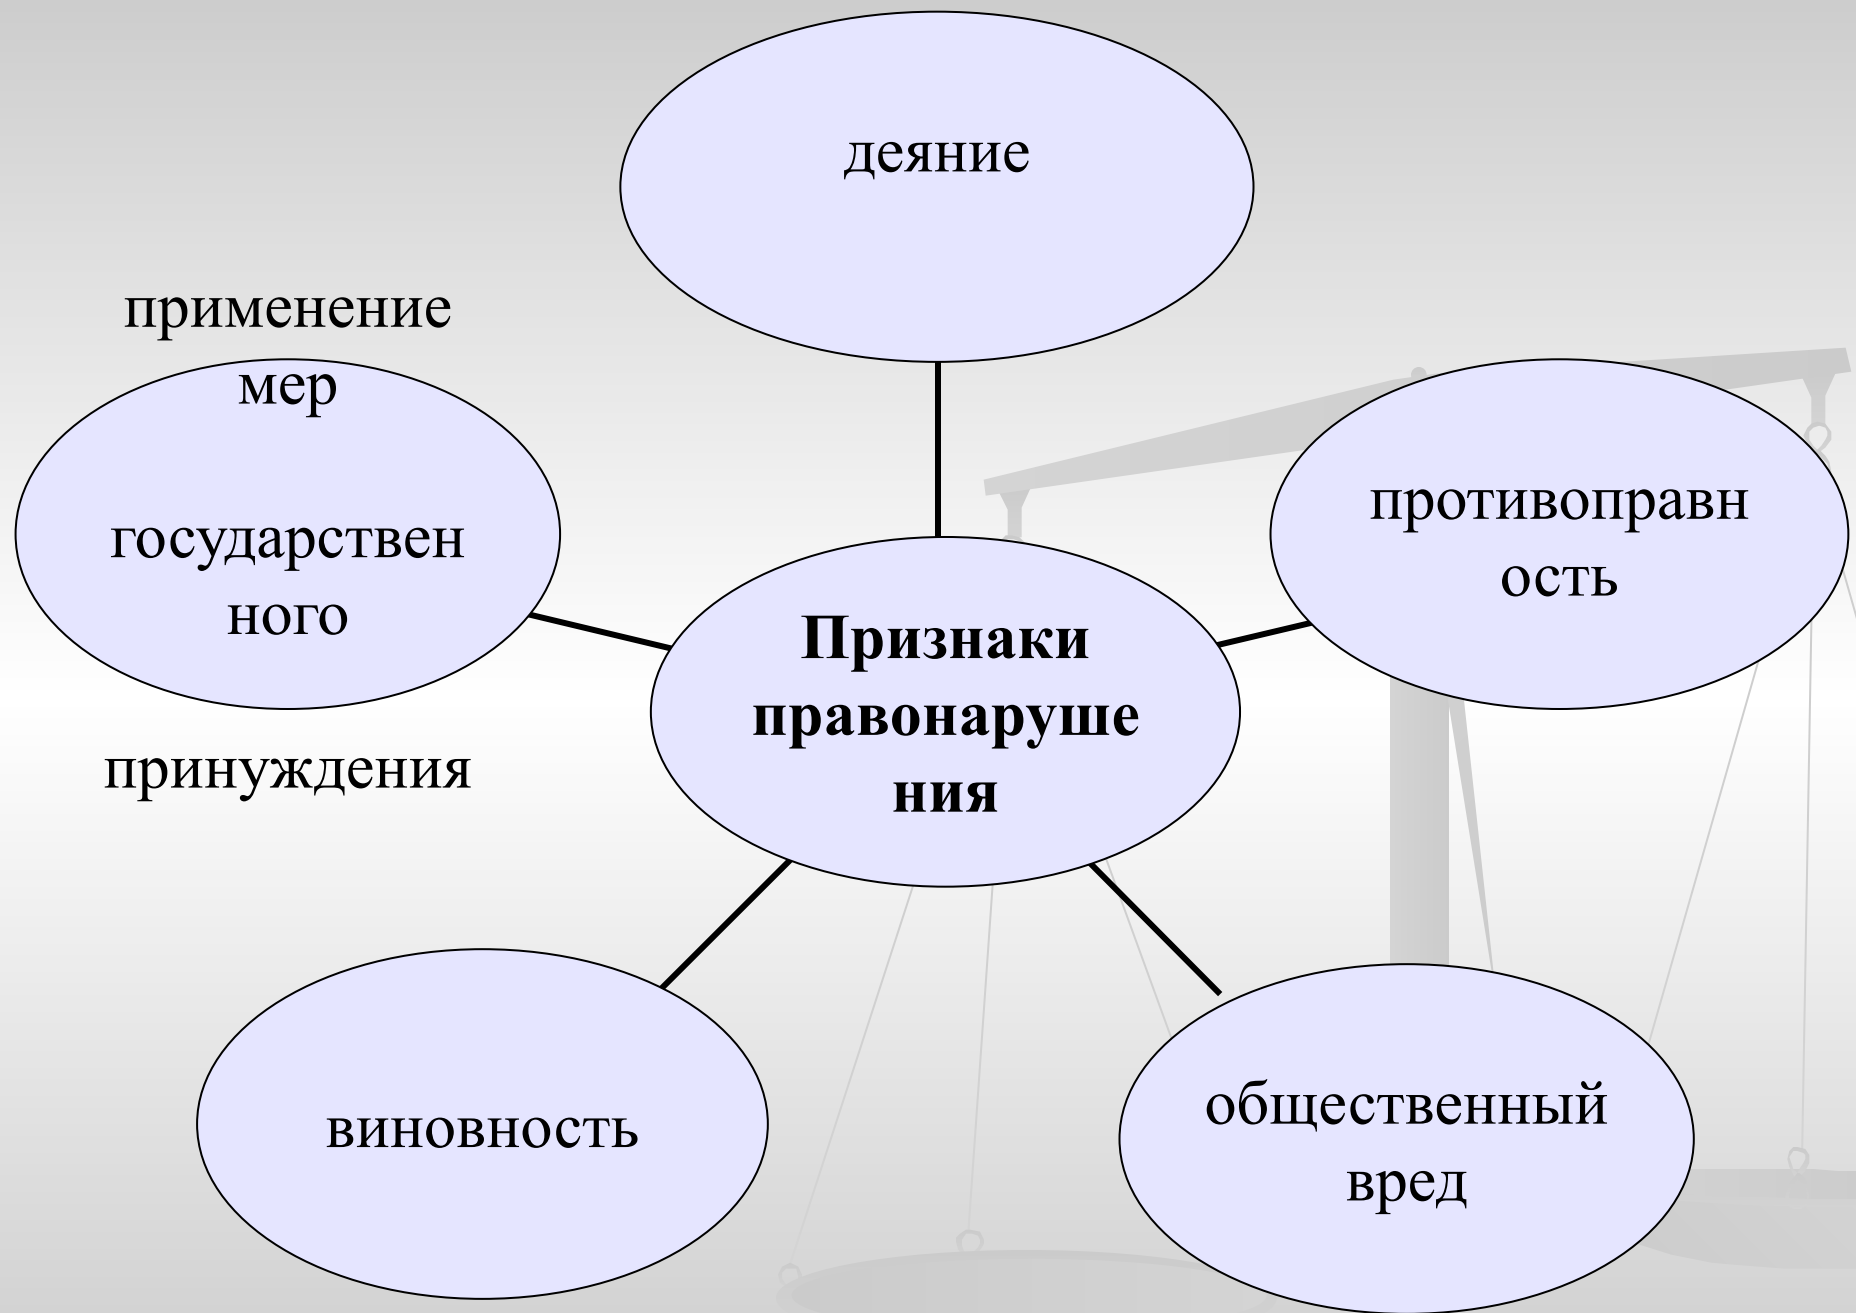 деяние
применение
мер
государствен
ного
принуждения
противоправн
ость
Признаки
правонаруше
ния
виновность
общественный
вред